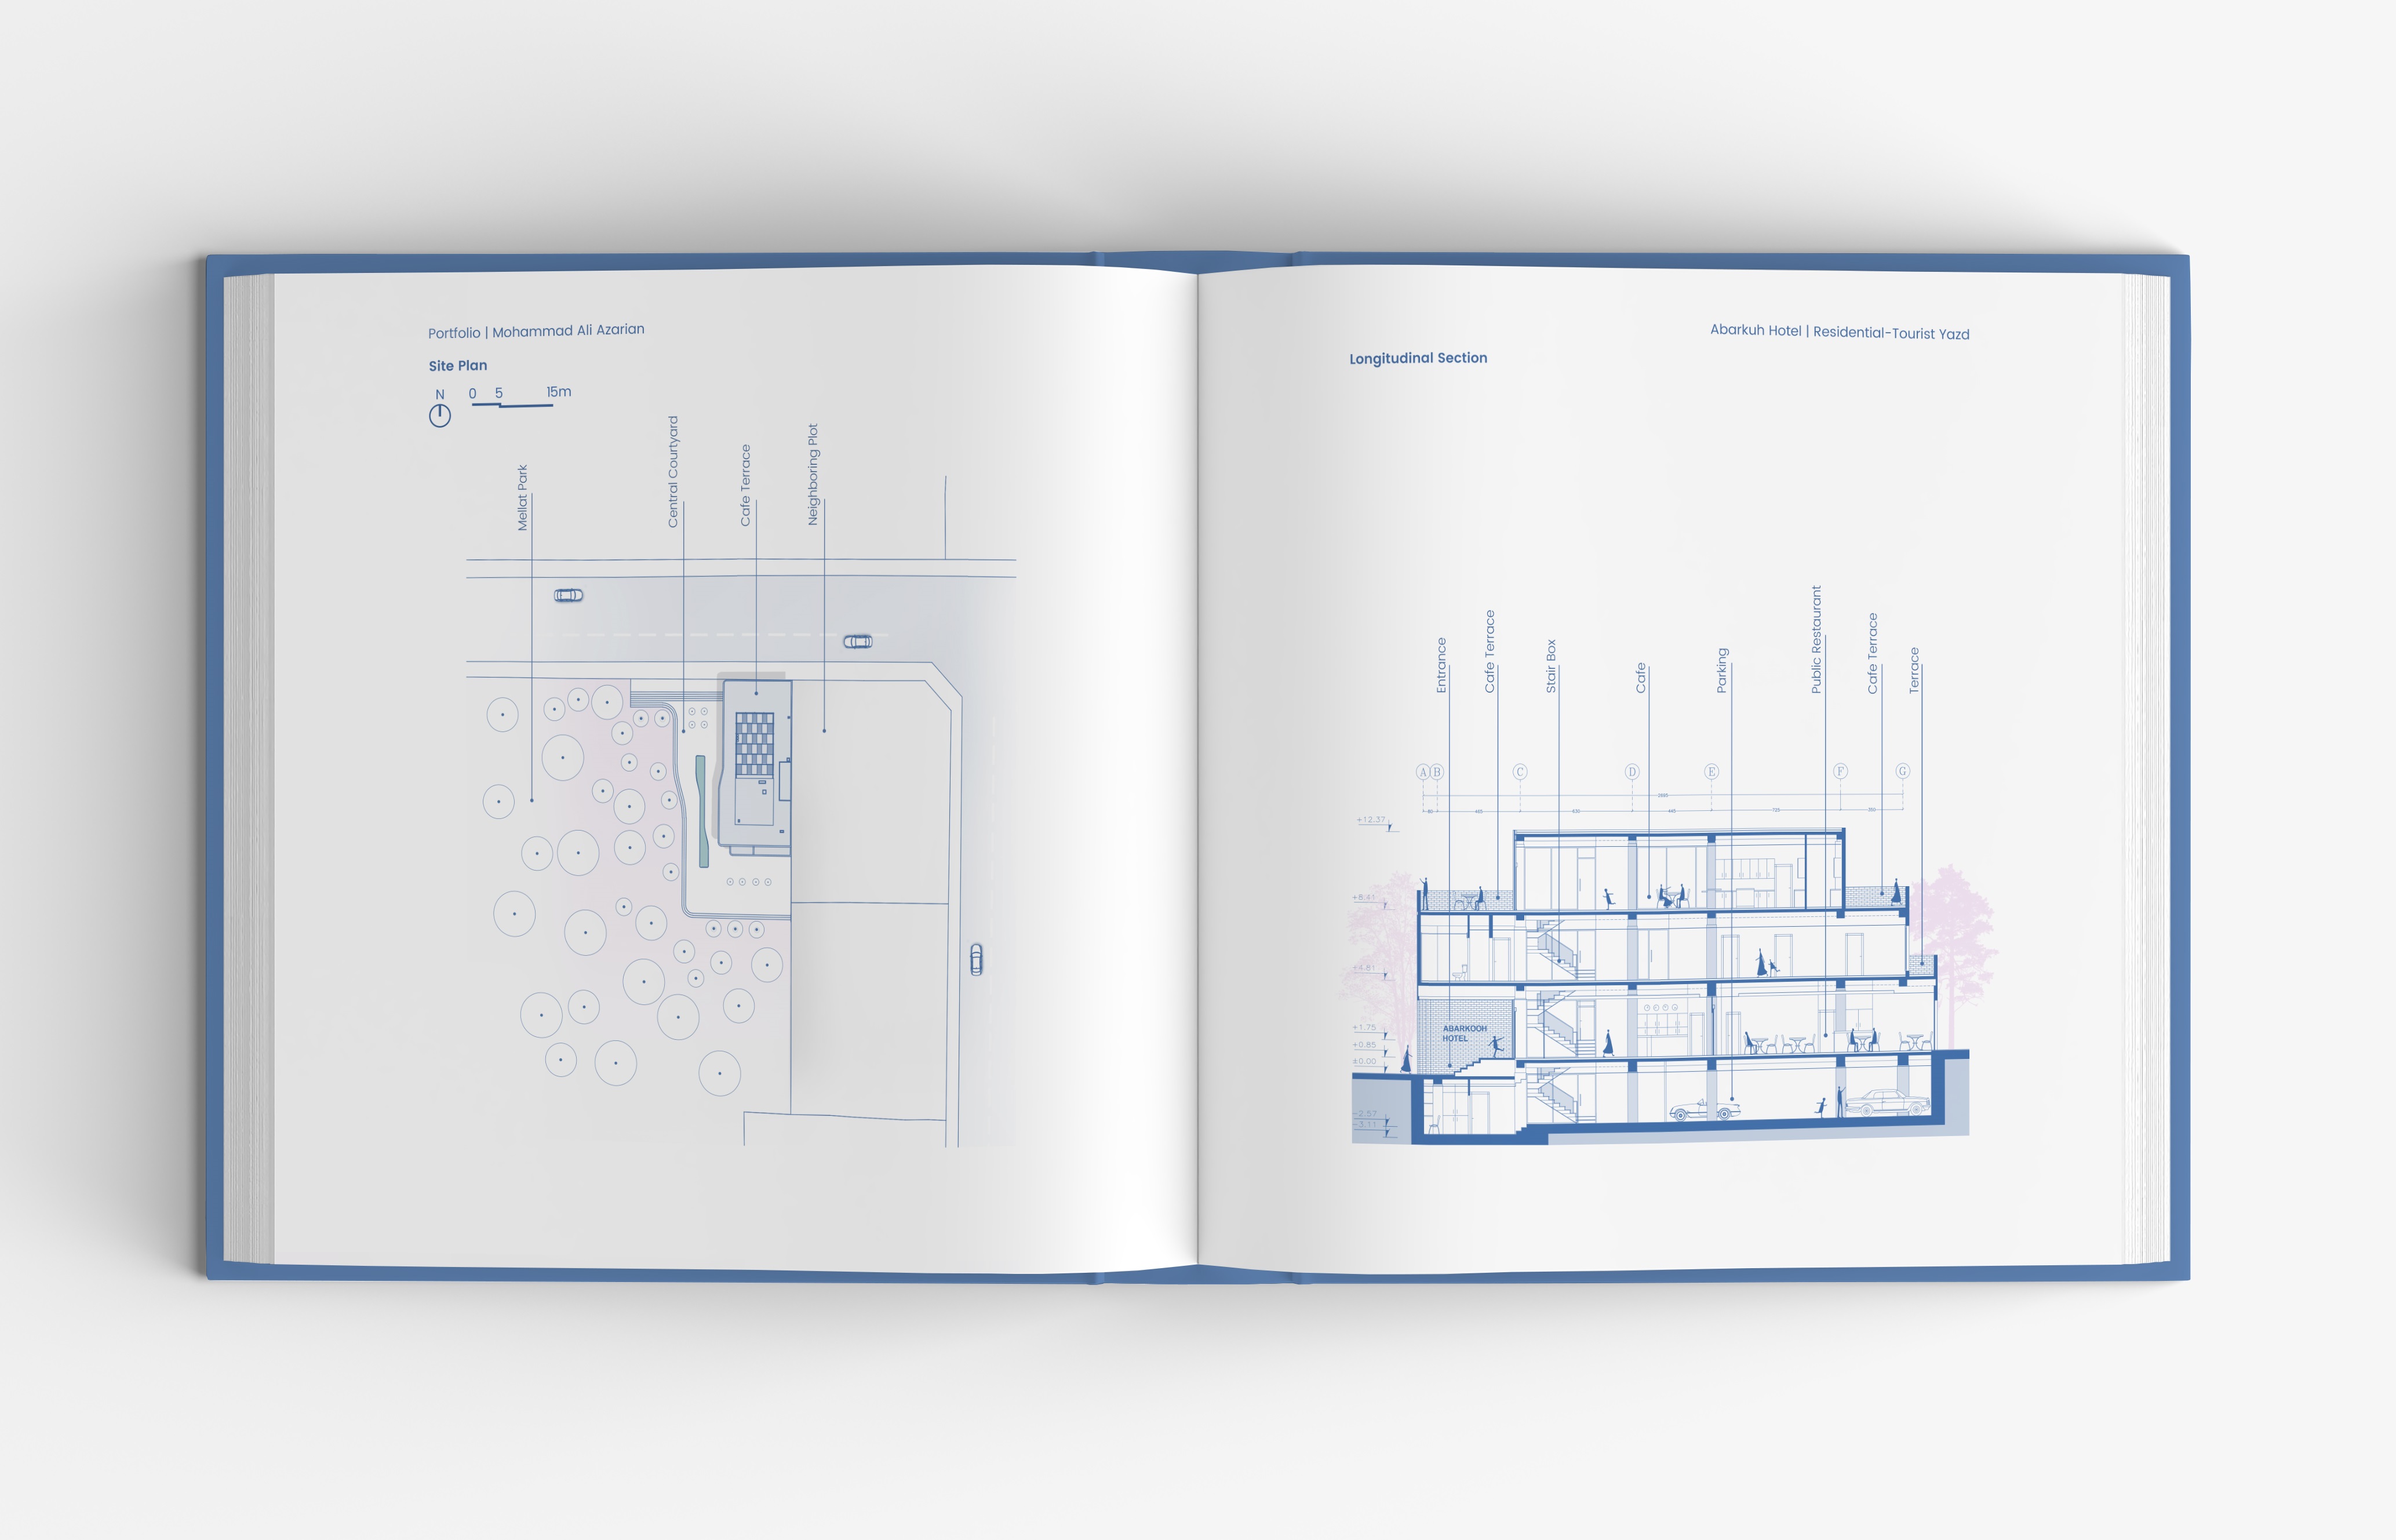 Portfolio | Mohammad Ali Azarian
Site Plan
N
0 5 15m
Mellat Park
Central Courtyard
Cafe Terrace
Neighboring Plot
Abarkuh Hotel | Residential-Tourist Yazd
Longitudinal Section
Entrance
Cafe Terrace
Stair Box
Cafe
Parking
Public Restaurant
Cafe Terrace
Terrace
A B C D E F G
+12.37
+8.41
+4.81
+1.75
+0.85
±0.00
-2.57
-3.11
ABARKOOH
HOTEL